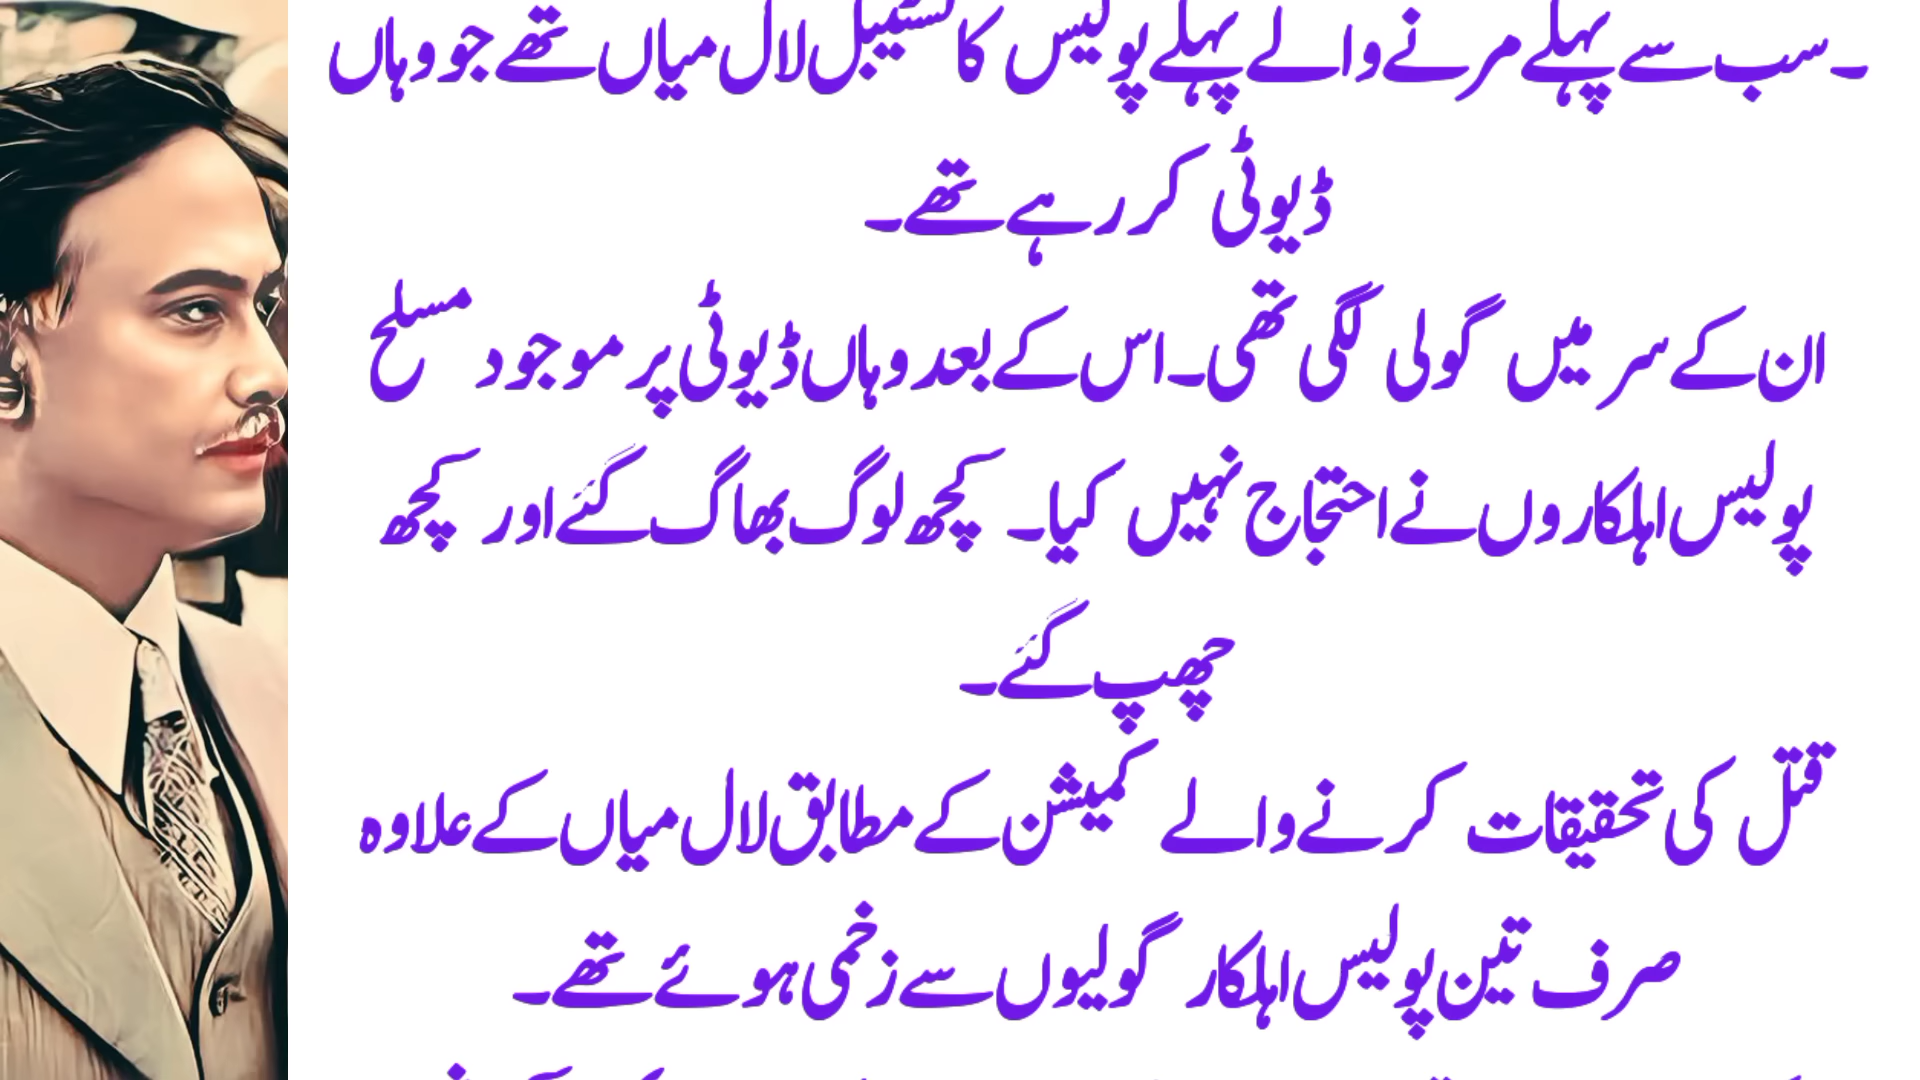 ۔سب سے پہلے مرنے والے پہلے پولیس کانسٹیبل لال میاں تھے جو وہاں
ڈیوٹی کر رہے تھے۔
ان کے سر میں گولی لگی تھی۔اس کے بعد وہاں ڈیوٹی پر موجود مسلح
پولیس اہلکاروں نے احتجاج نہیں کیا۔ کچھ لوگ بھاگ گئے اور کچھ
چھپ گئے۔
قتل کی تحقیقات کرنے والے کمیشن کے مطابق لال میاں کے علاوہ
صرف تین پولیس اہلکار گولیوں سے زخمی ہوئے تھے۔